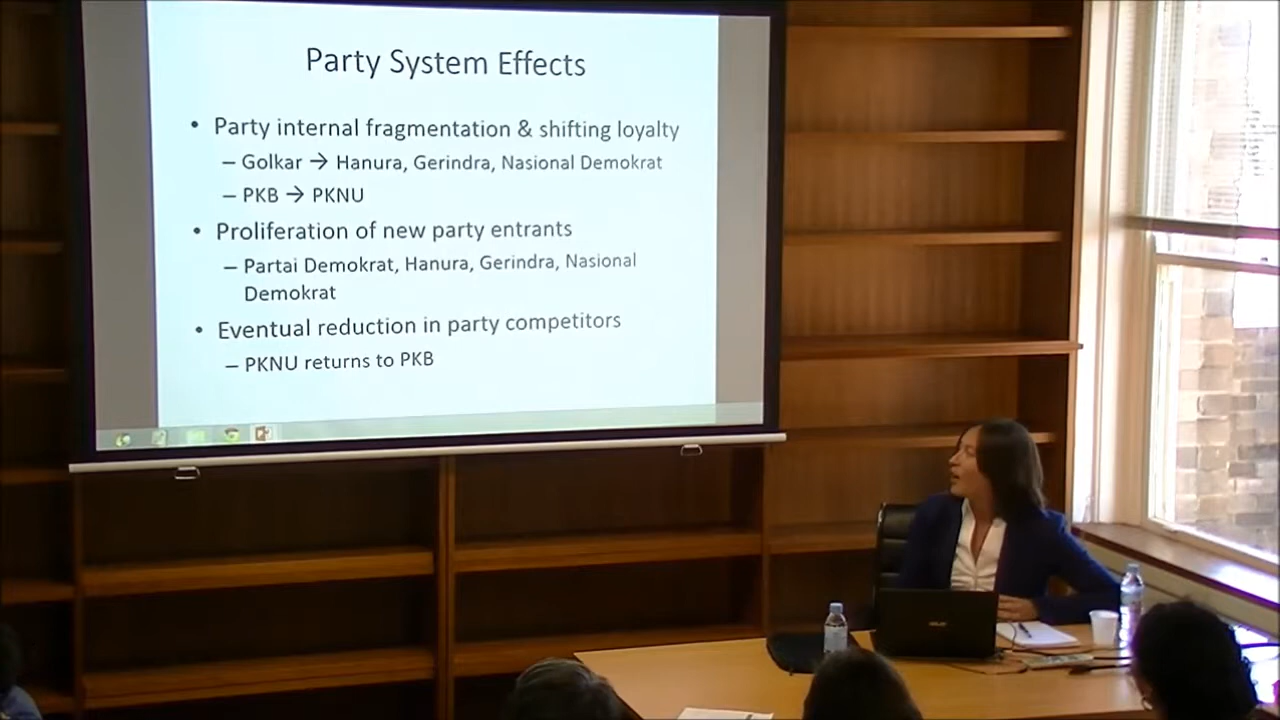 Party System Effects
• Party internal fragmentation & shifting loyalty
– Golkar → Hanura, Gerindra, Nasional Demokrat
– PKB → PKNU
• Proliferation of new party entrants
– Partai Demokrat, Hanura, Gerindra, Nasional
Demokrat
• Eventual reduction in party competitors
– PKNU returns to PKB
ASUS